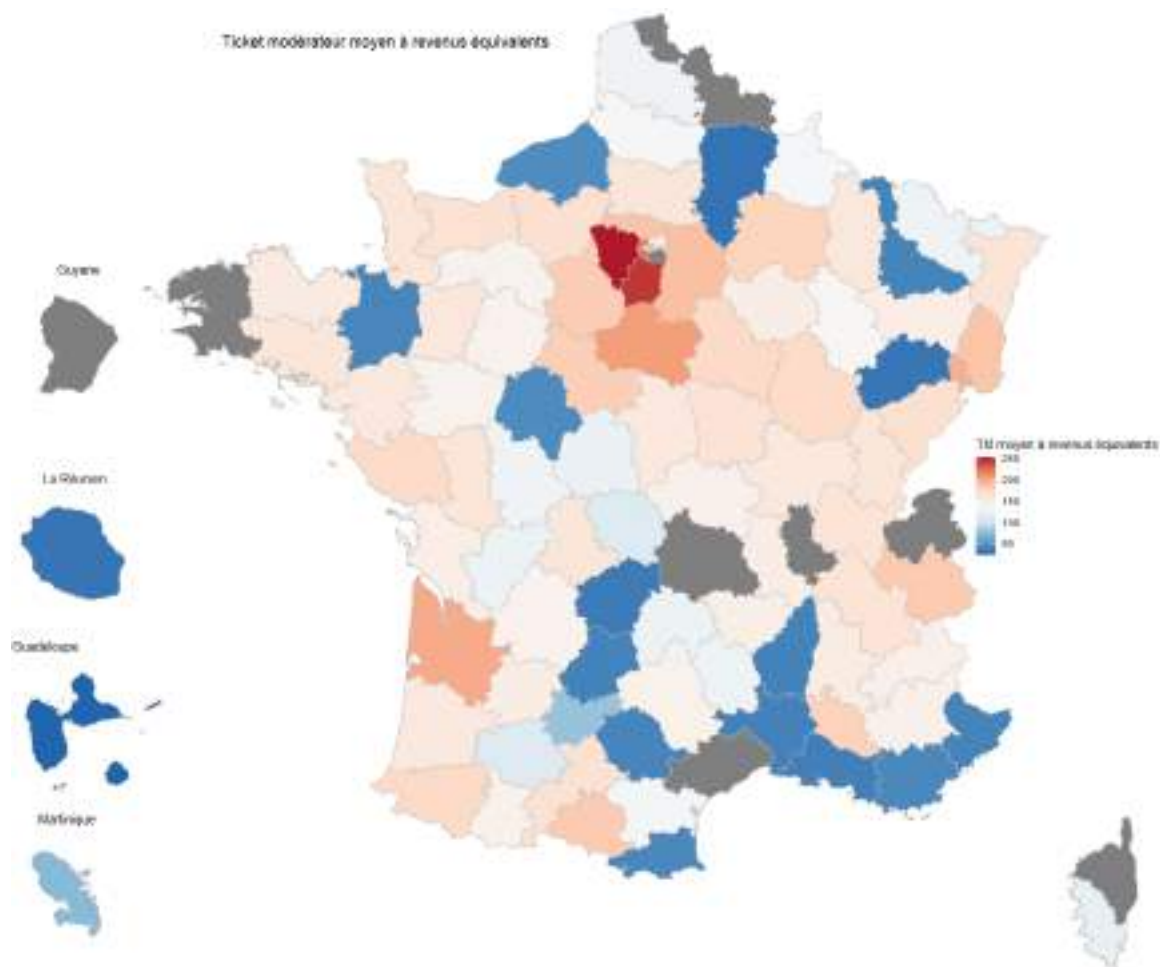 Ticket modérateur moyen à revenus équivalents
Guyane
La Réunion
Guadeloupe
Martinique
TM moyen à revenus équivalents
250
200
150
100
50